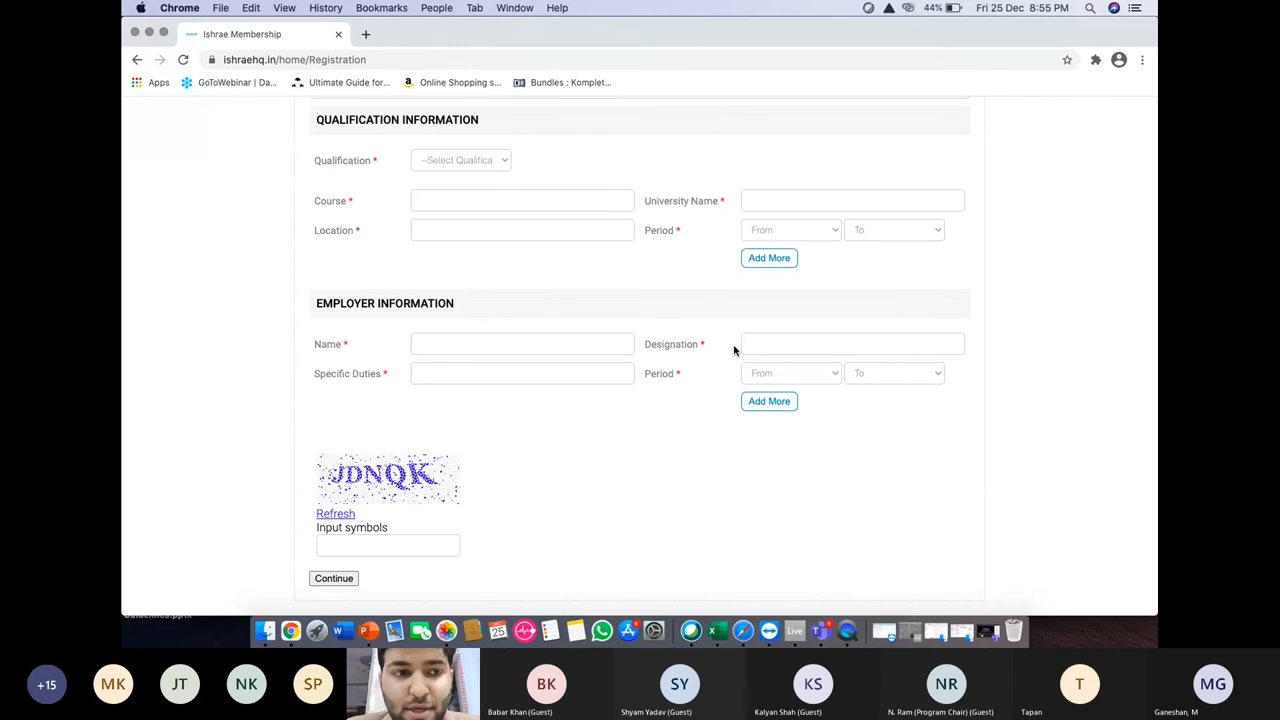 Chrome File Edit View History Bookmarks People Tab Window Help 44% Fri 25 Dec 8:55 PM
Ishrae Membership
ishraehq.in/home/Registration
Apps GoToWebinar | Da... Ultimate Guide for... Online Shopping s... Bundles : Komplet...
QUALIFICATION INFORMATION
Qualification * --Select Qualifica
Course * University Name *
Location * Period * From To
Add More
EMPLOYER INFORMATION
Name * Designation *
Specific Duties * Period * From To
Add More
JDNQK
Refresh
Input symbols
Continue
25 Live
+15 MK JT NK SP BK SY KS NR T MG
Babar Khan (Guest) Shyam Yadav (Guest) Kalyan Shah (Guest) N. Ram (Program Chair) (Guest) Tapan Ganeshan, M